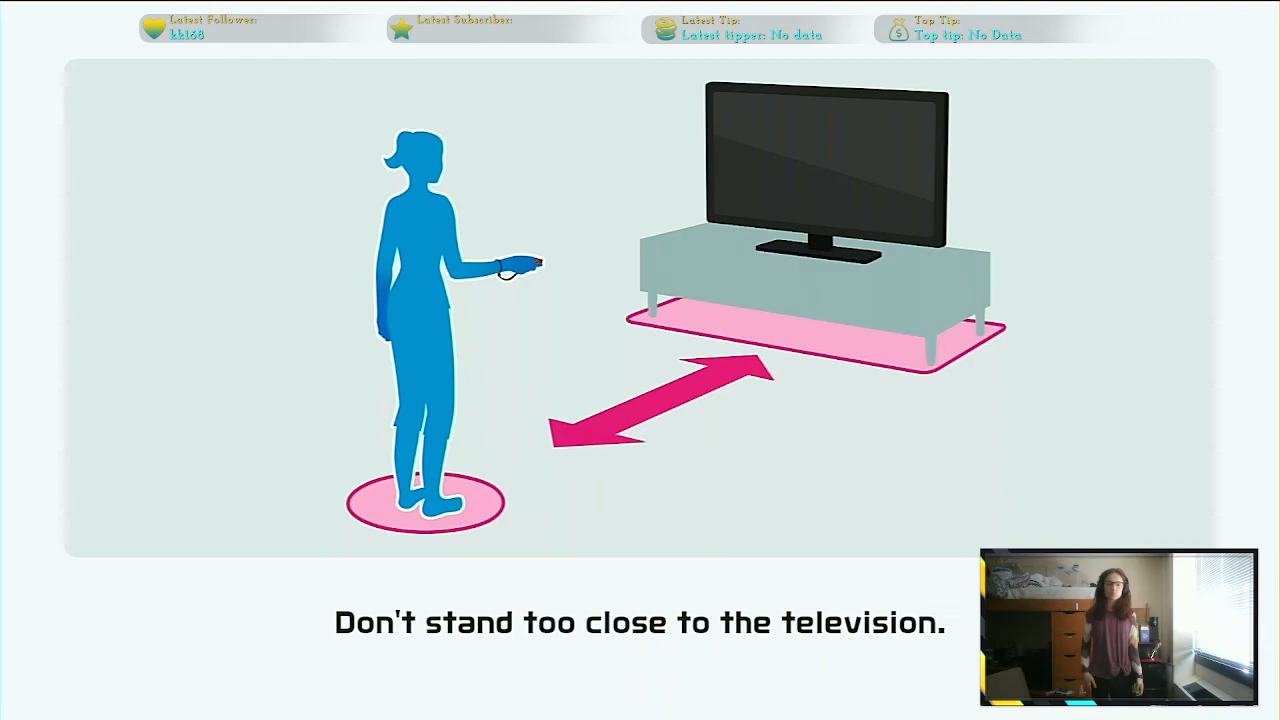 Latest Follower:
kk168
Latest Subscriber:
Latest Tip:
Latest tipper: No data
Top Tip:
Top tip: No Data
Don't stand too close to the television.